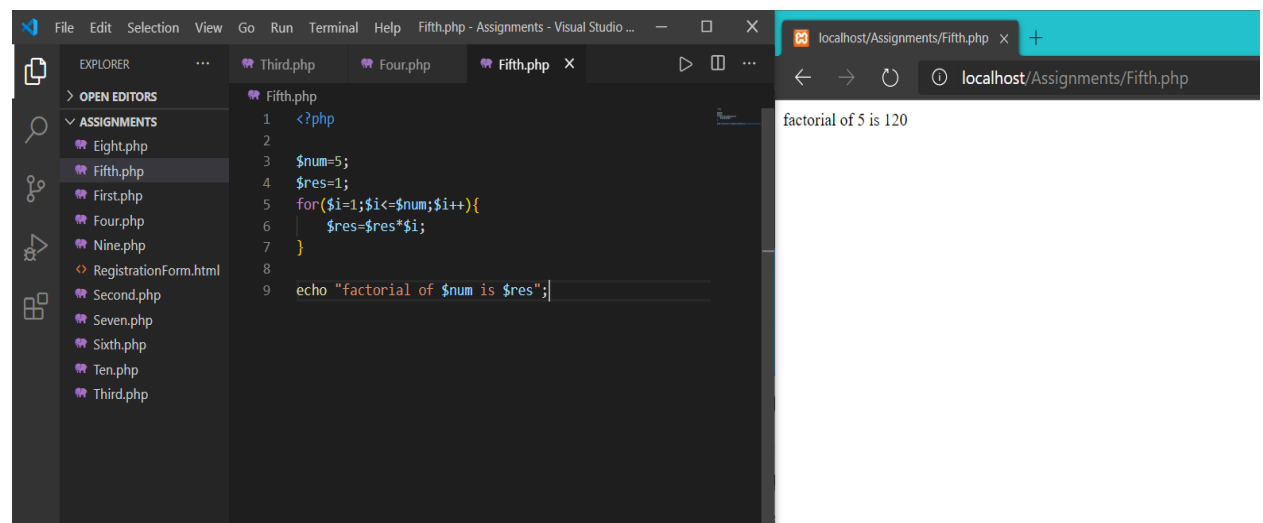 File Edit Selection View Go Run Terminal Help Fifth.php - Assignments - Visual Studio ...
EXPLORER ...
> OPEN EDITORS
ASSIGNMENTS
Eight.php
Fifth.php
First.php
Four.php
Nine.php
<> RegistrationForm.html
Second.php
Seven.php
Sixth.php
Ten.php
Third.php
Third.php Four.php Fifth.php X ...
Fifth.php
1 <?php
2
3 $num=5;
4 $res=1;
5 for($i=1;$i<=$num;$i++){
6 $res=$res*$i;
7 }
8
9 echo "factorial of $num is $res";
localhost/Assignments/Fifth.php
localhost/Assignments/Fifth.php
factorial of 5 is 120